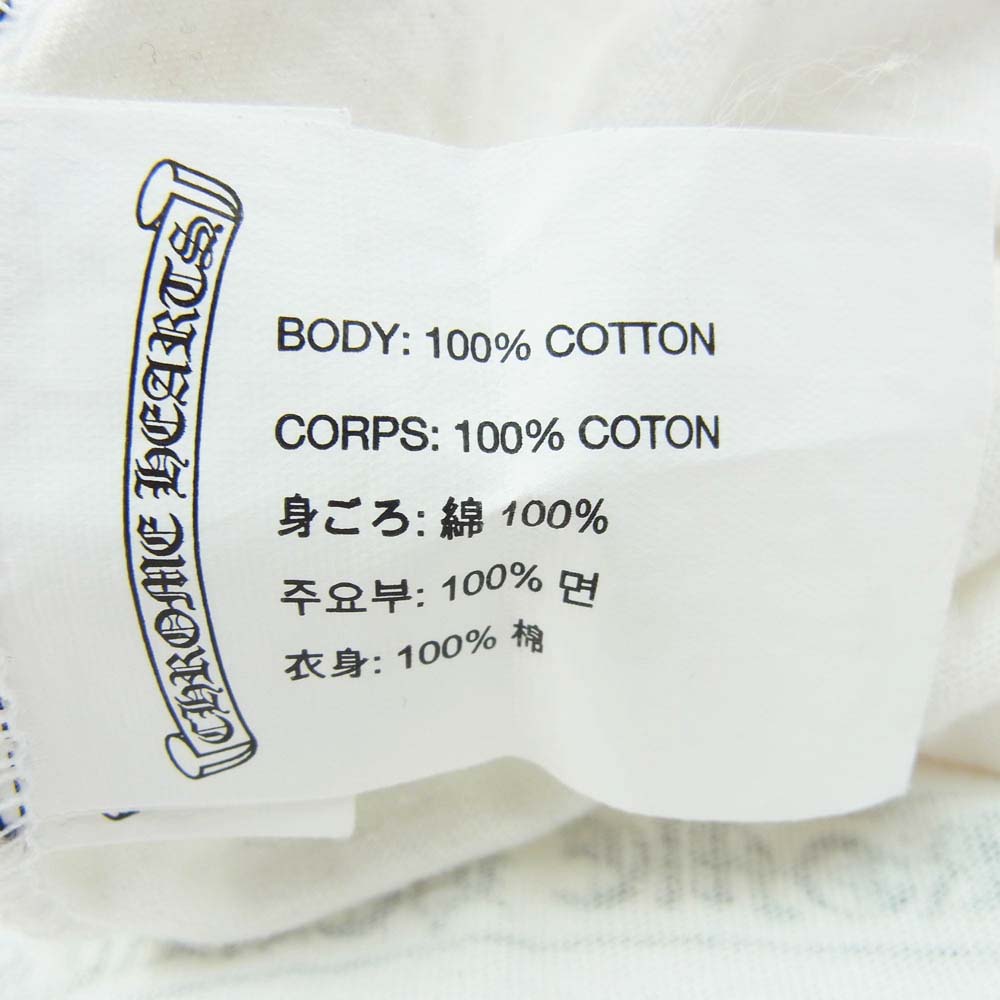 CHROME HEARTS
BODY: 100% COTTON
CORPS: 100% COTON
身ごろ: 綿 100%
주요부: 100% 면
衣身: 100% 棉